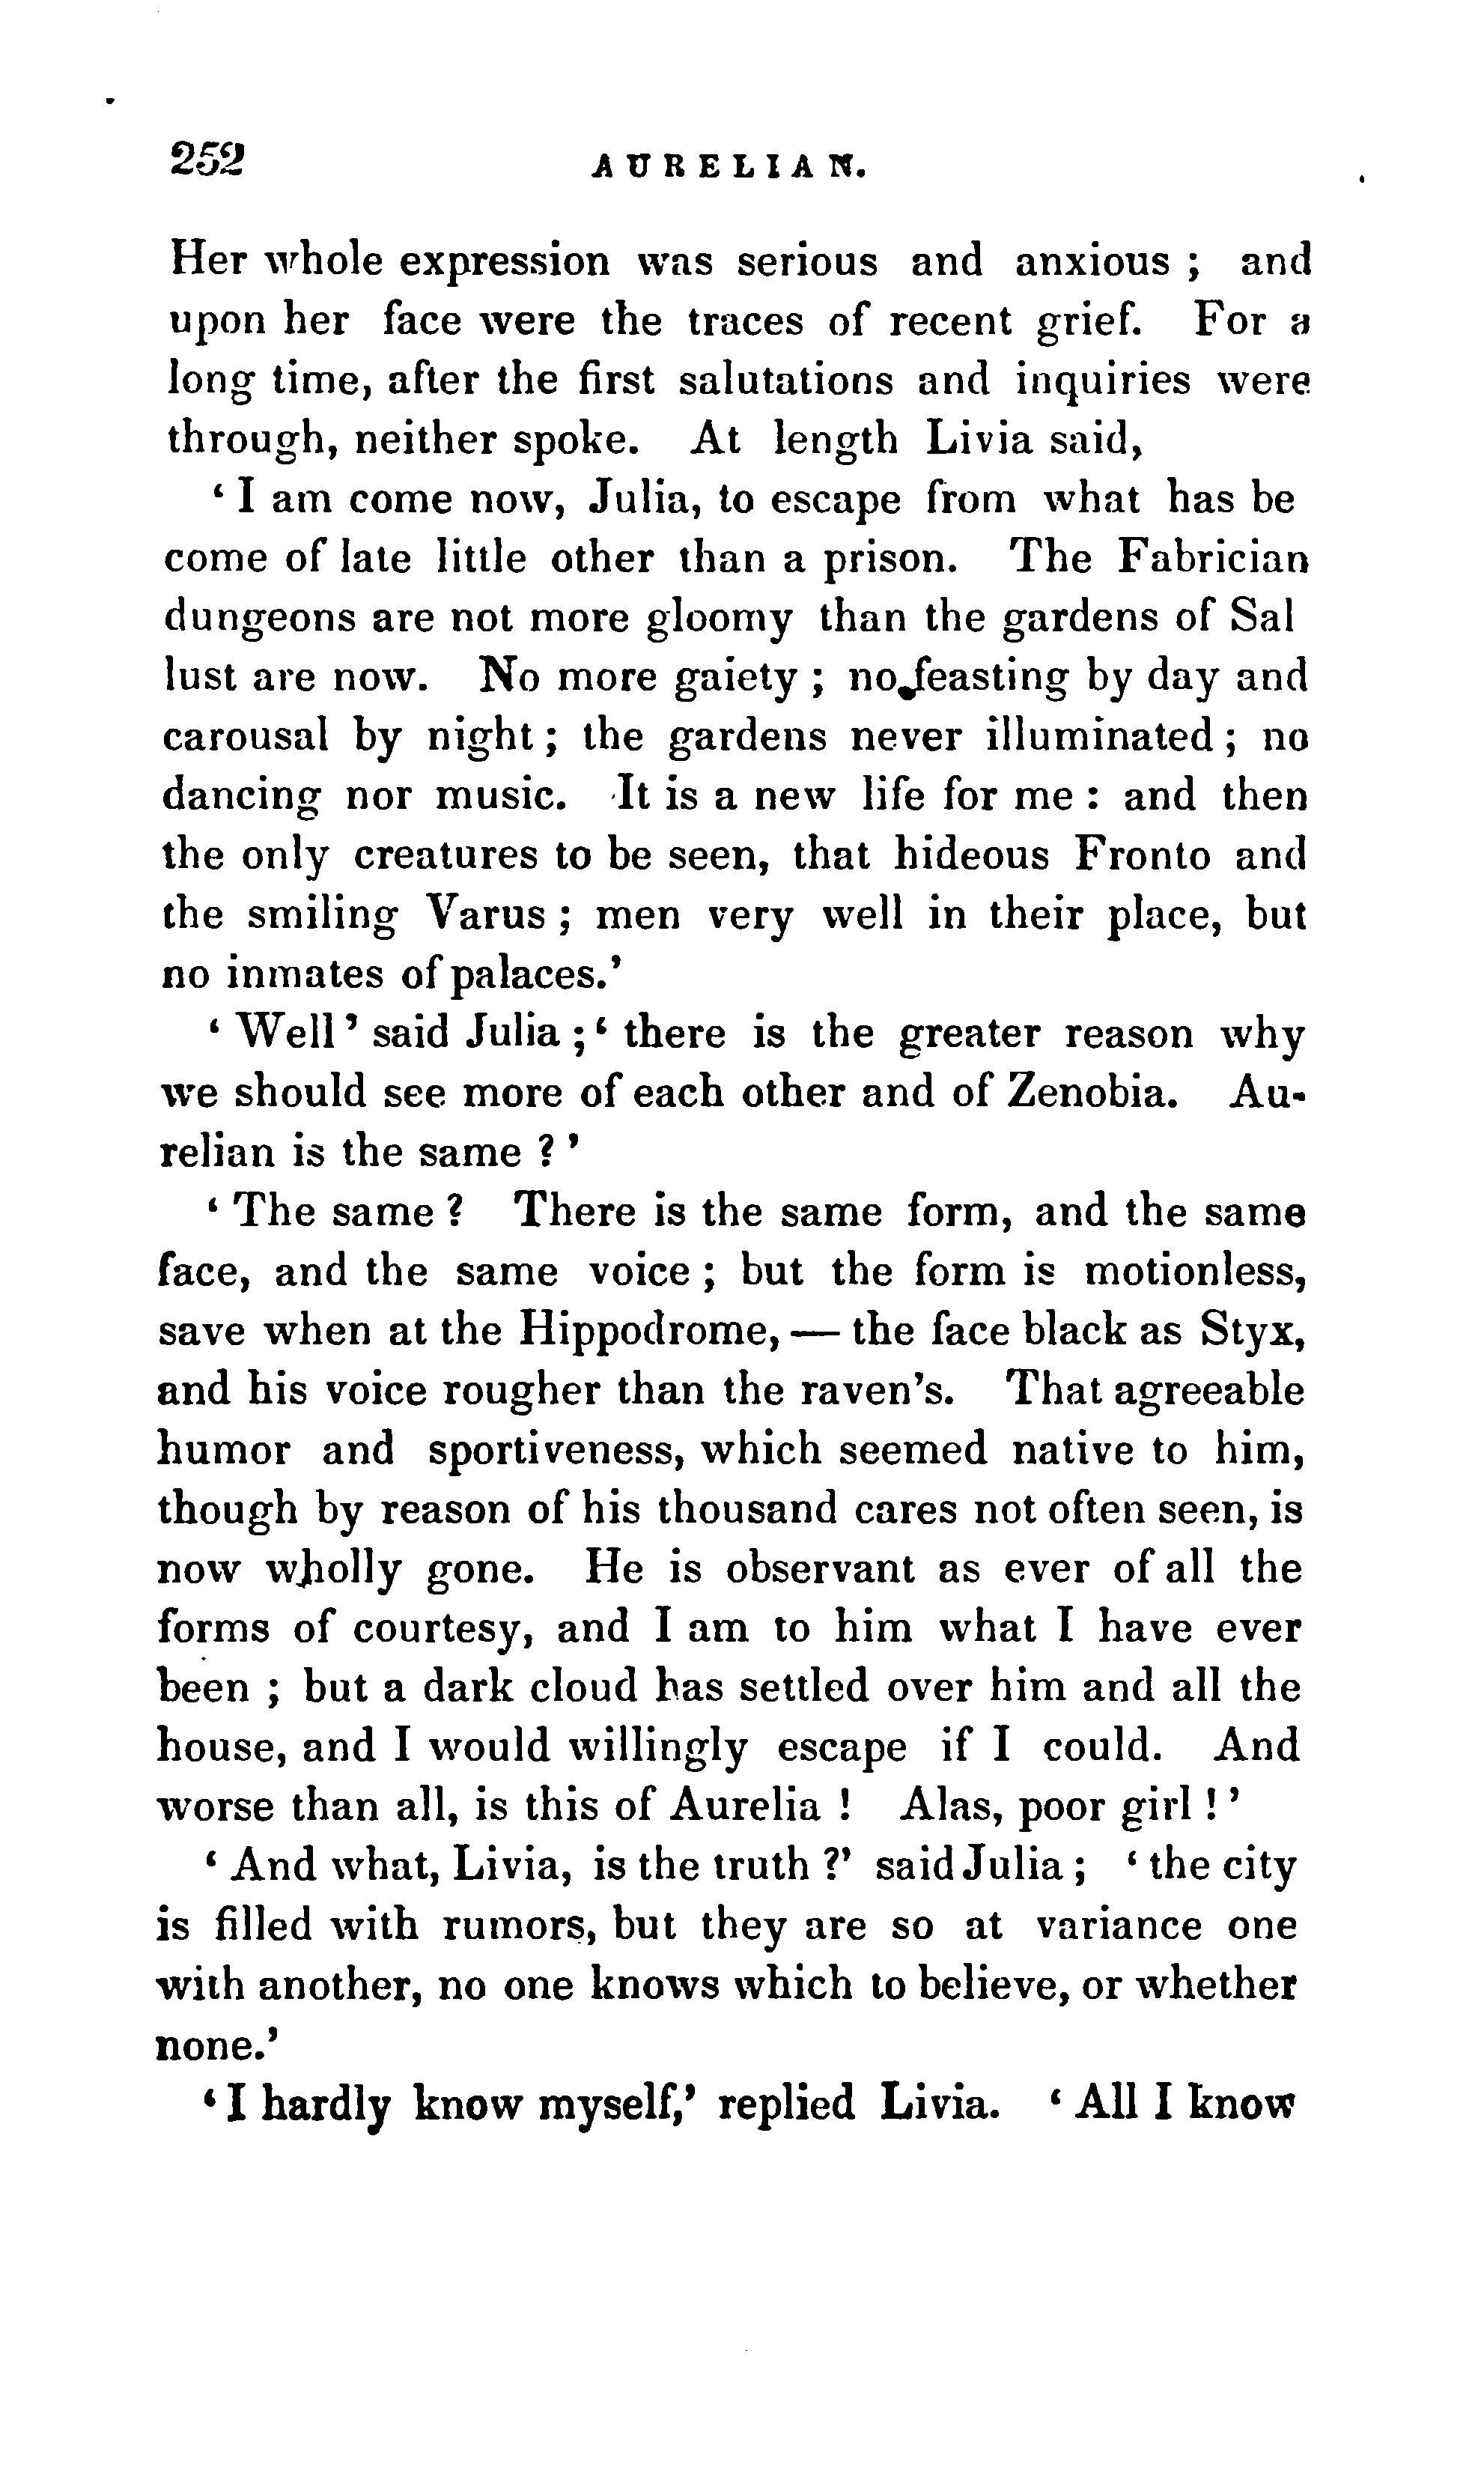 252 AURELIAN.
Her whole expression was serious and anxious ; and
upon her face were the traces of recent grief. For a
long time, after the first salutations and inquiries were
through, neither spoke. At length Livia said,
‘ I am come now, Julia, to escape from what has be
come of late little other than a prison. The Fabrician
dungeons are not more gloomy than the gardens of Sal
lust are now. No more gaiety ; no feasting by day and
carousal by night ; the gardens never illuminated ; no
dancing nor music. It is a new life for me : and then
the only creatures to be seen, that hideous Fronto and
the smiling Varus ; men very well in their place, but
no inmates of palaces.’
‘ Well ’ said Julia ; ‘ there is the greater reason why
we should see more of each other and of Zenobia. Au-
relian is the same ? ’
‘ The same ? There is the same form, and the same
face, and the same voice ; but the form is motionless,
save when at the Hippodrome, — the face black as Styx,
and his voice rougher than the raven's. That agreeable
humor and sportiveness, which seemed native to him,
though by reason of his thousand cares not often seen, is
now wholly gone. He is observant as ever of all the
forms of courtesy, and I am to him what I have ever
been ; but a dark cloud has settled over him and all the
house, and I would willingly escape if I could. And
worse than all, is this of Aurelia ! Alas, poor girl ! ’
‘ And what, Livia, is the truth ?’ said Julia ; ‘ the city
is filled with rumors, but they are so at variance one
with another, no one knows which to believe, or whether
none.’
‘ I hardly know myself,’ replied Livia. ‘ All I know